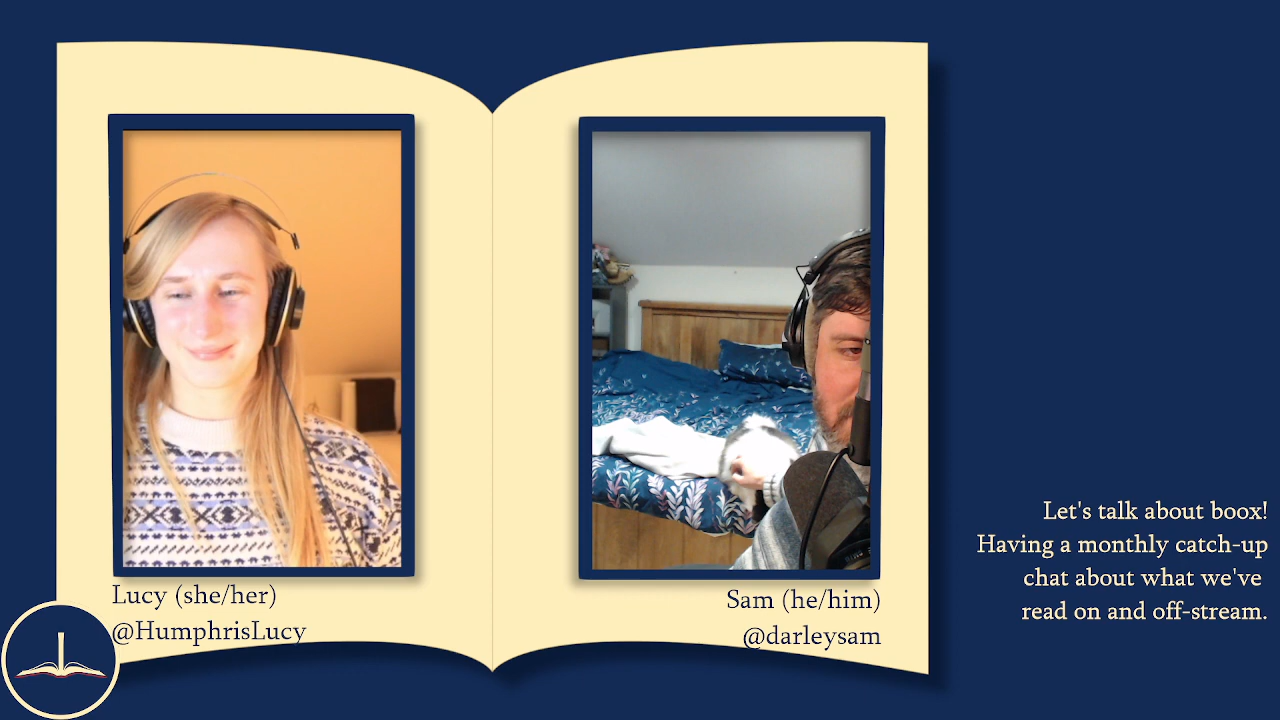 Lucy (she/her)
@HumphrisLucy
Sam (he/him)
@darleysam
Let's talk about boox!
Having a monthly catch-up
chat about what we've
read on and off-stream.